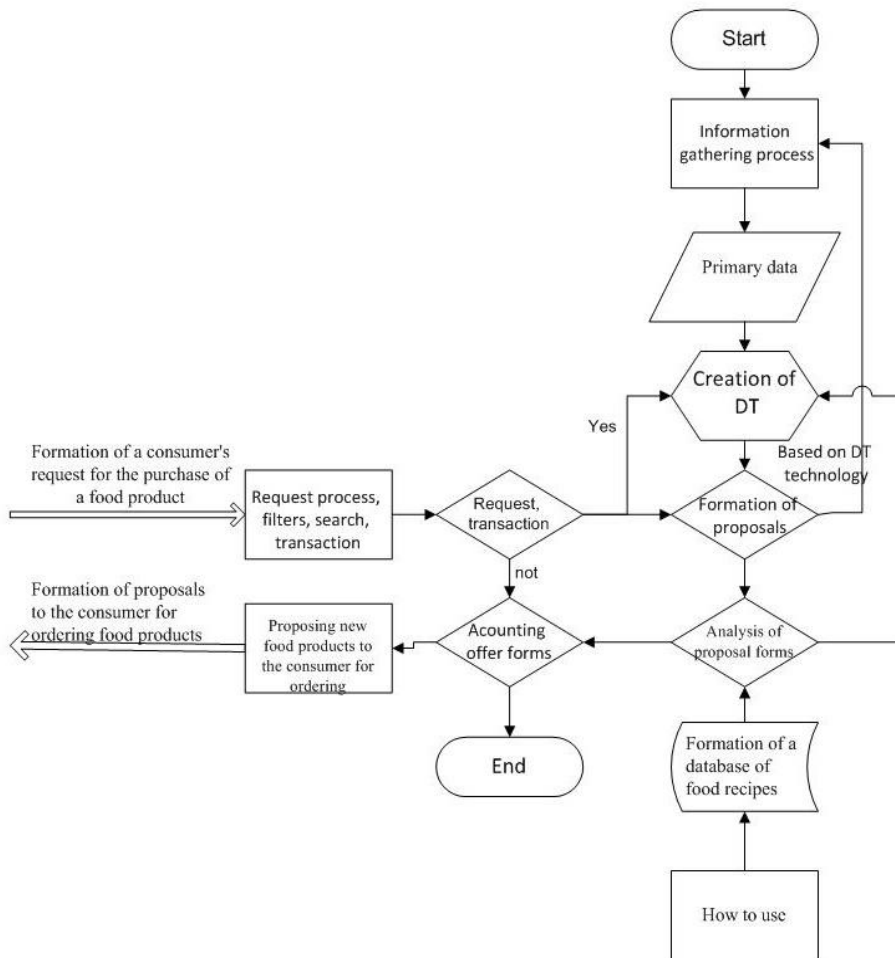 Start
Information
gathering process
Primary data
Creation of
DT
Yes
Based on DT
technology
Formation of a consumer's
request for the purchase of
a food product
Request process,
filters, search,
transaction
Request,
transaction
Formation of
proposals
not
Formation of proposals
to the consumer for
ordering food products
Proposing new
food products to
the consumer for
ordering
Acounting
offer forms
Analysis of
proposal forms
End
Formation of a
database of
food recipes
How to use